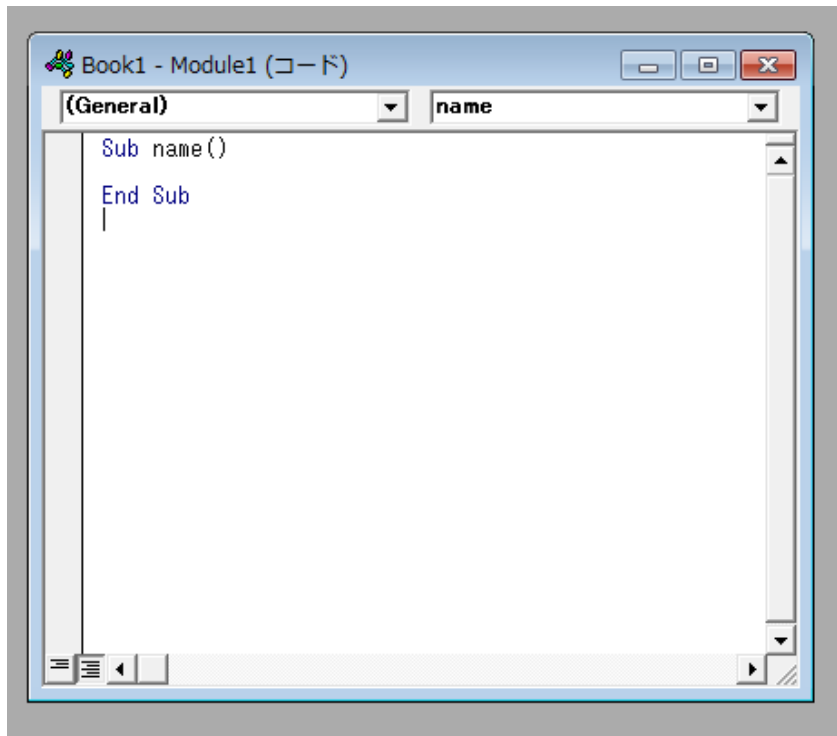 Book1 - Module1 (コード)
(General)
name
Sub name()
End Sub